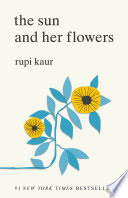 the sun
and her flowers
rupi kaur
#1 NEW YORK TIMES BESTSELLER